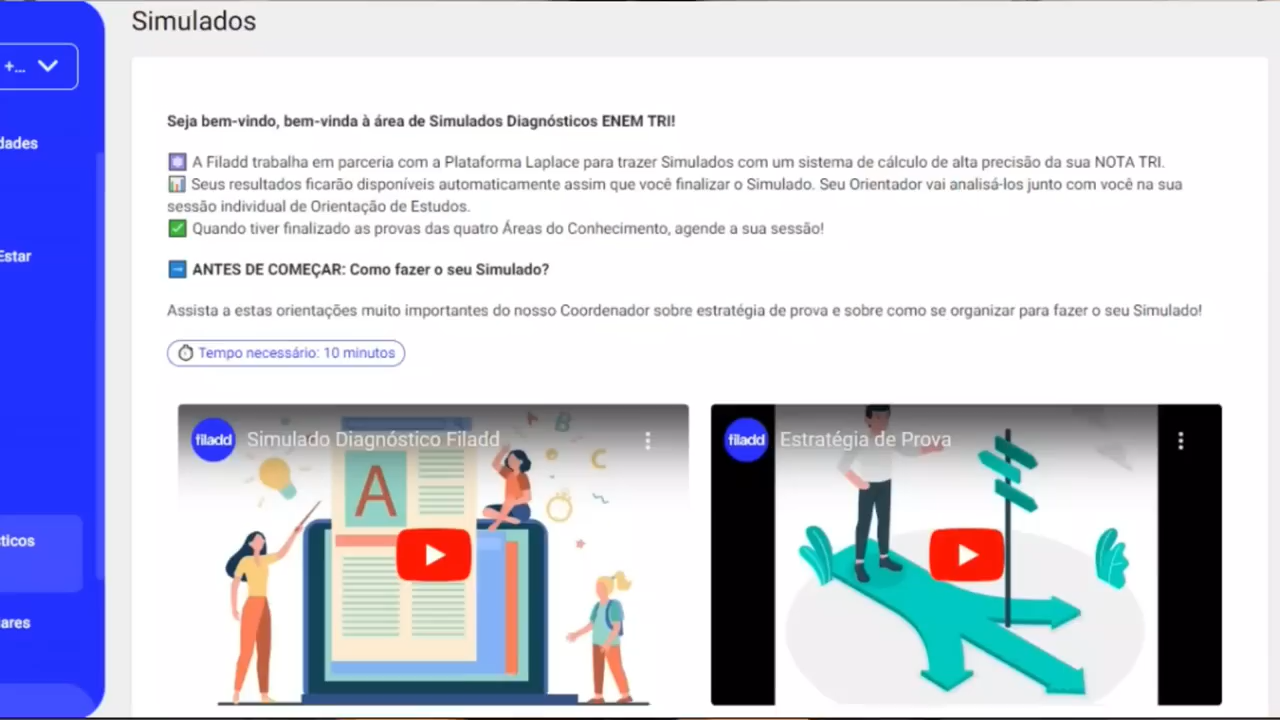 Simulados
+...
dades
Estar
ticos
ares
Seja bem-vindo, bem-vinda à área de Simulados Diagnósticos ENEM TRI!
A Filadd trabalha em parceria com a Plataforma Laplace para trazer Simulados com um sistema de cálculo de alta precisão da sua NOTA TRI.
Seus resultados ficarão disponíveis automaticamente assim que você finalizar o Simulado. Seu Orientador vai analisá-los junto com você na sua
sessão individual de Orientação de Estudos.
Quando tiver finalizado as provas das quatro Áreas do Conhecimento, agende a sua sessão!
ANTES DE COMEÇAR: Como fazer o seu Simulado?
Assista a estas orientações muito importantes do nosso Coordenador sobre estratégia de prova e sobre como se organizar para fazer o seu Simulado!
Tempo necessário: 10 minutos
filadd Simulado Diagnóstico Filadd
A
B
C
filadd Estratégia de Prova